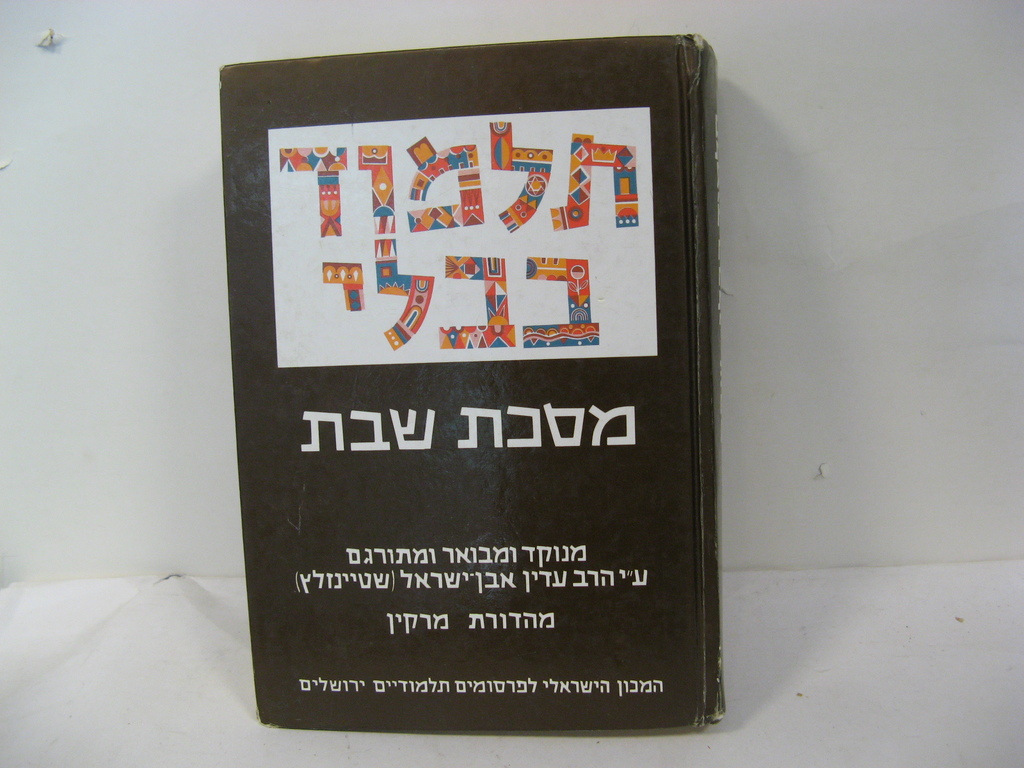 תלמוד
בבלי
מסכת שבת
מנוקד ומבואר ומתורגם
ע״י הרב עדין אבן־ישראל (שטיינזלץ)
מהדורת מרקין
המכון הישראלי לפרסומים תלמודיים ירושלים